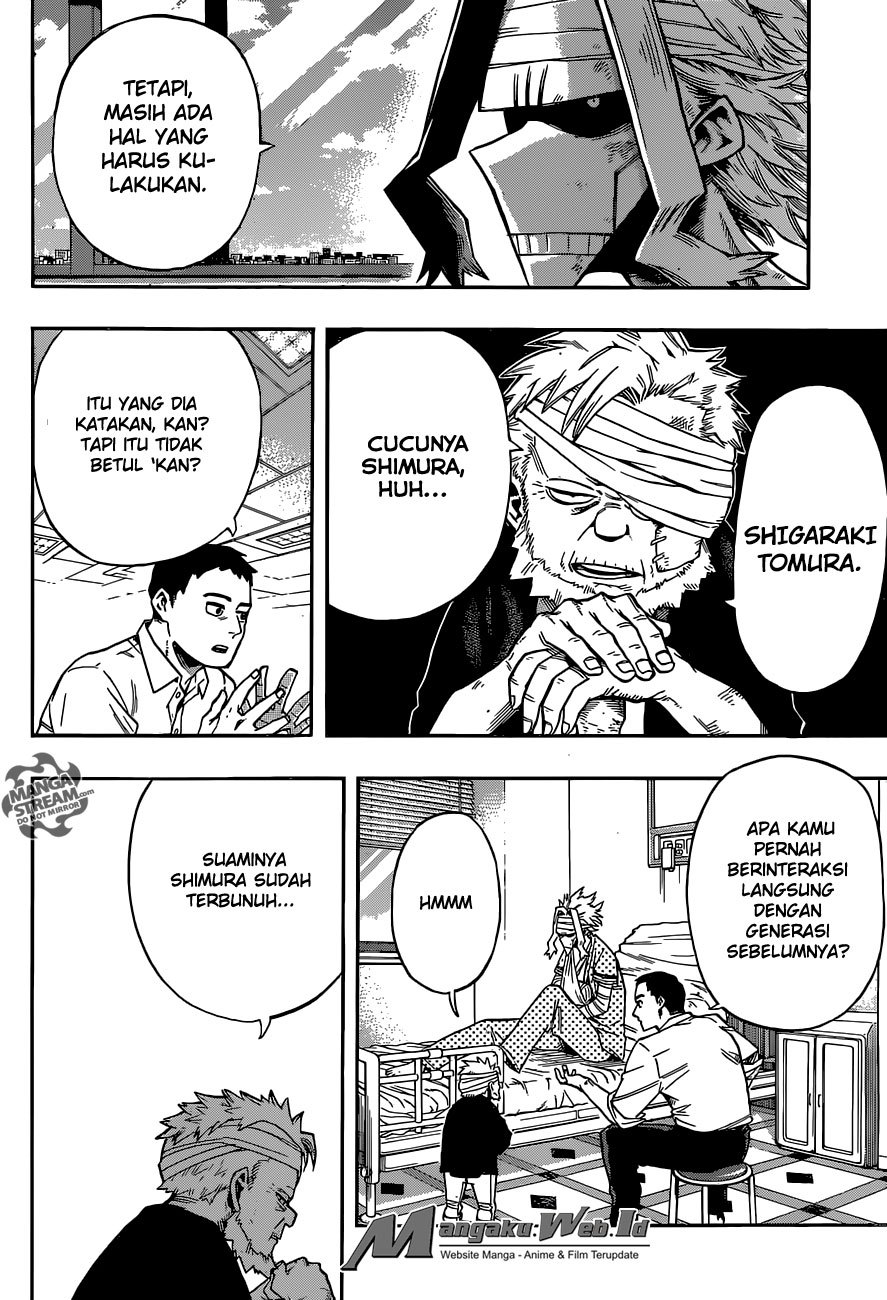 TETAPI,
MASIH ADA
HAL YANG
HARUS KU-
LAKUKAN.
SHIGARAKI
TOMURA.
CUCUNYA
SHIMURA,
HUH...
ITU YANG DIA
KATAKAN, KAN?
TAPI ITU TIDAK
BETUL 'KAN?
APA KAMU
PERNAH
BERINTERAKSI
LANGSUNG
DENGAN
GENERASI
SEBELUMNYA?
HMMM
SUAMINYA
SHIMURA SUDAH
TERBUNUH...
MANGA
STREAM.com
DO NOT MIRROR
Mangaku.Web.Id
Website Manga - Anime & Film Terupdate